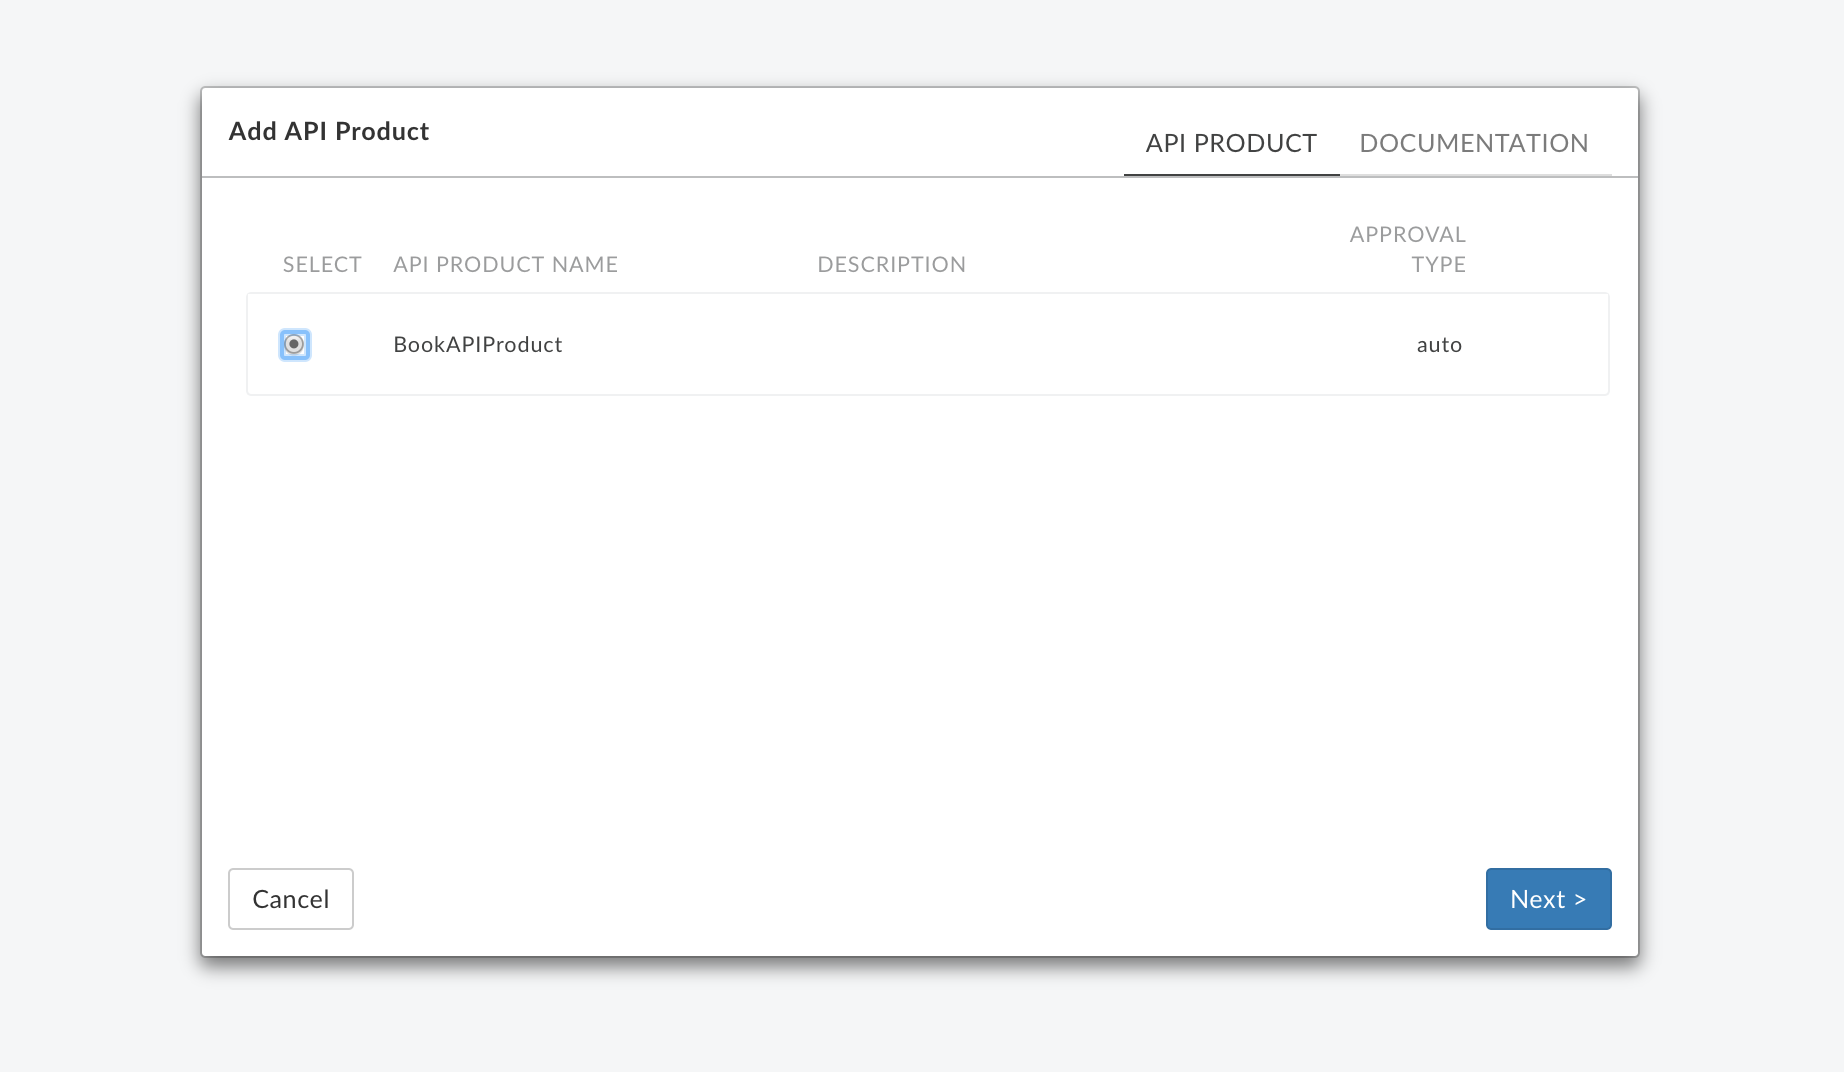 Add API Product
API PRODUCT
DOCUMENTATION
SELECT
API PRODUCT NAME
DESCRIPTION
APPROVAL
TYPE
BookAPIProduct
auto
Cancel
Next >